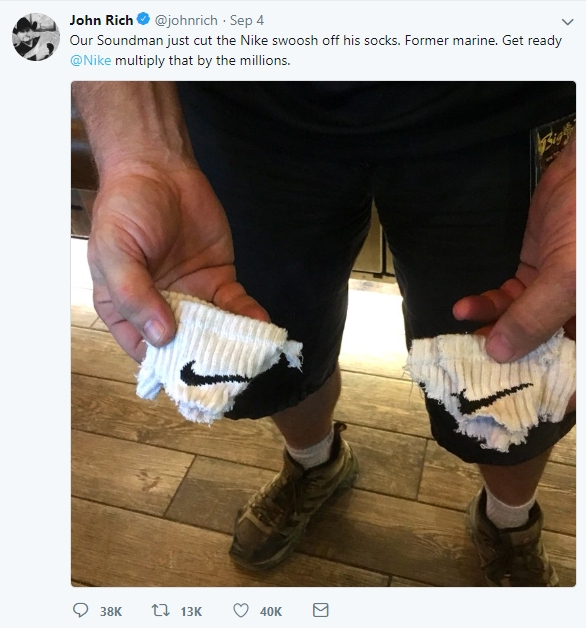 John Rich @johnrich · Sep 4
Our Soundman just cut the Nike swoosh off his socks. Former marine. Get ready
@Nike multiply that by the millions.
Big
38K 13K 40K